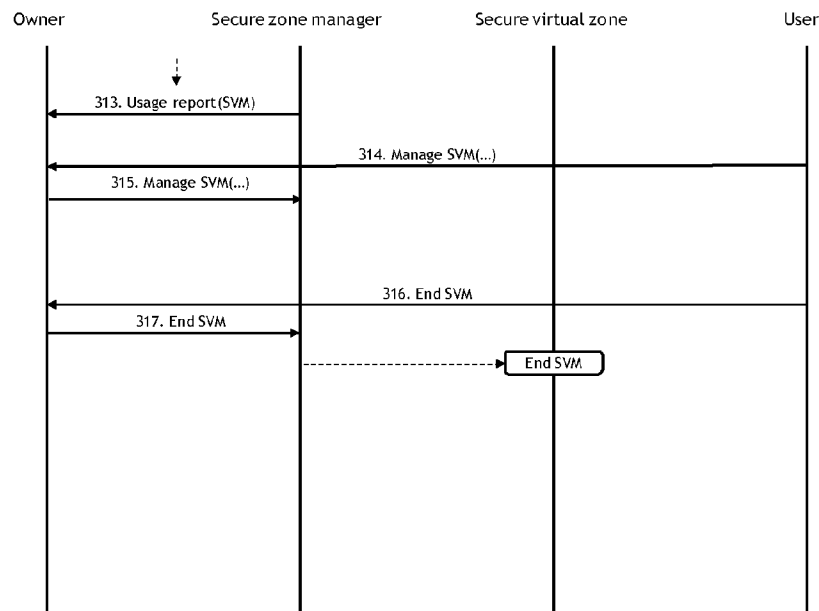 Owner
Secure zone manager
Secure virtual zone
User
313. Usage report(SVM)
314. Manage SVM(...)
315. Manage SVM(...)
316. End SVM
317. End SVM
End SVM